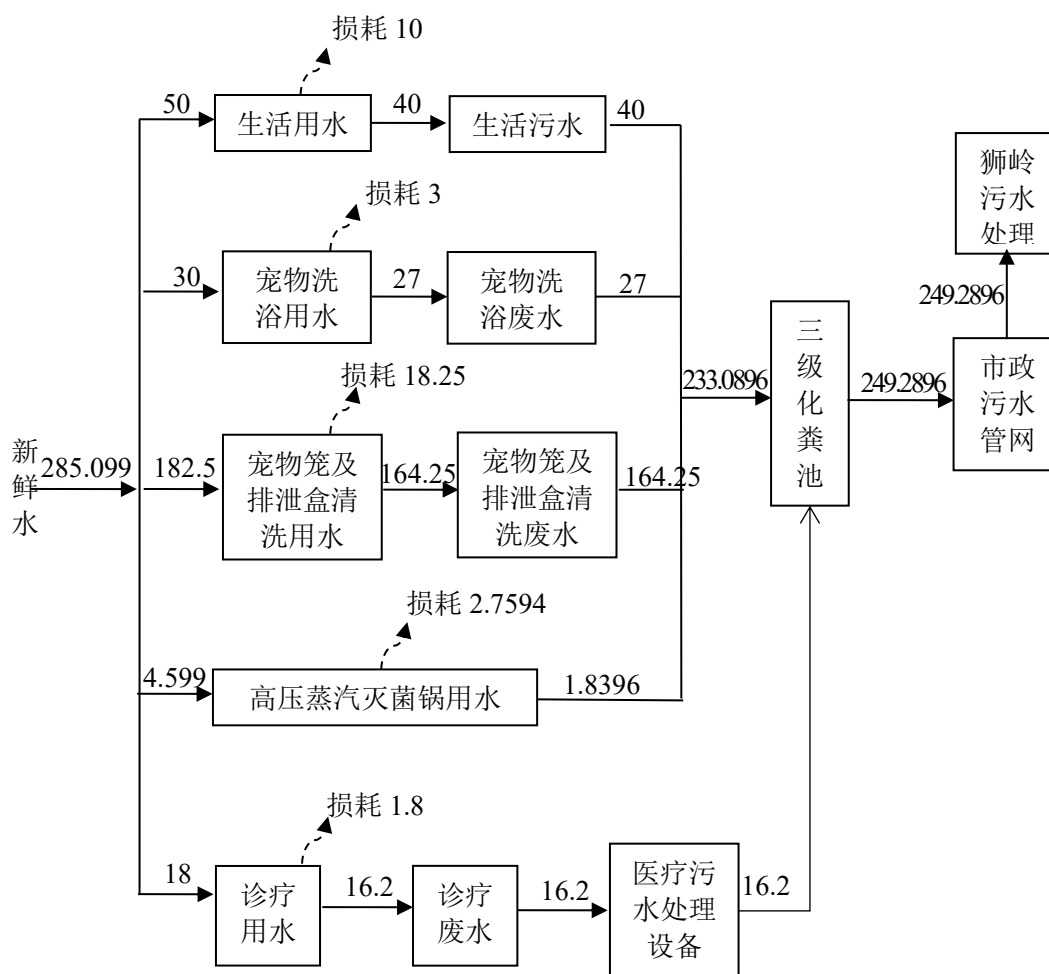 损耗 10
50
生活用水
40
生活污水
40
狮岭
污水
处理
损耗 3
30
宠物洗
浴用水
27
宠物洗
浴废水
27
249.2896
三级化粪池
233.0896
249.2896
市政
污水
管网
损耗 18.25
新鲜水
285.099
182.5
宠物笼及
排泄盒清
洗用水
164.25
宠物笼及
排泄盒清
洗废水
164.25
损耗 2.7594
4.599
高压蒸汽灭菌锅用水
1.8396
损耗 1.8
18
诊疗
用水
16.2
诊疗
废水
16.2
医疗污
水处理
设备
16.2